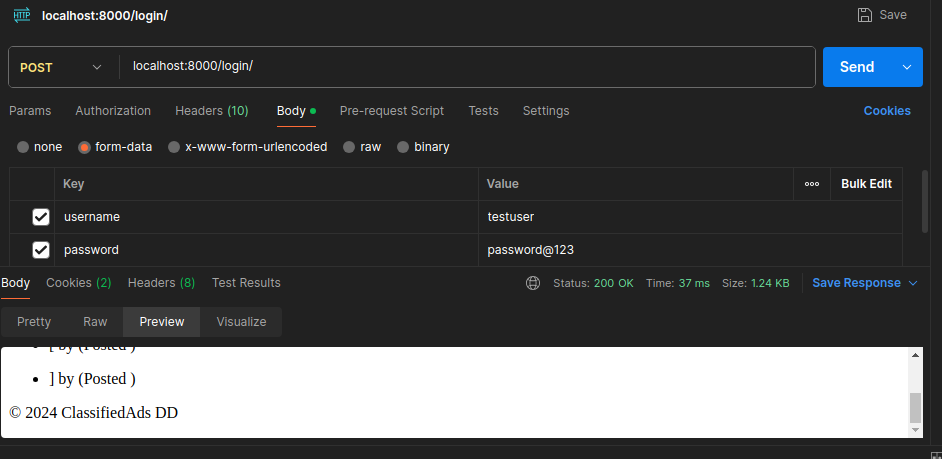 HTTP localhost:8000/login/ Save
POST localhost:8000/login/ Send
Params Authorization Headers (10) Body Pre-request Script Tests Settings Cookies
none form-data x-www-form-urlencoded raw binary
Key Value Bulk Edit
username testuser
password password@123
Body Cookies (2) Headers (8) Test Results Status: 200 OK Time: 37 ms Size: 1.24 KB Save Response
Pretty Raw Preview Visualize
[ by (Posted )
] by (Posted )
© 2024 ClassifiedAds DD